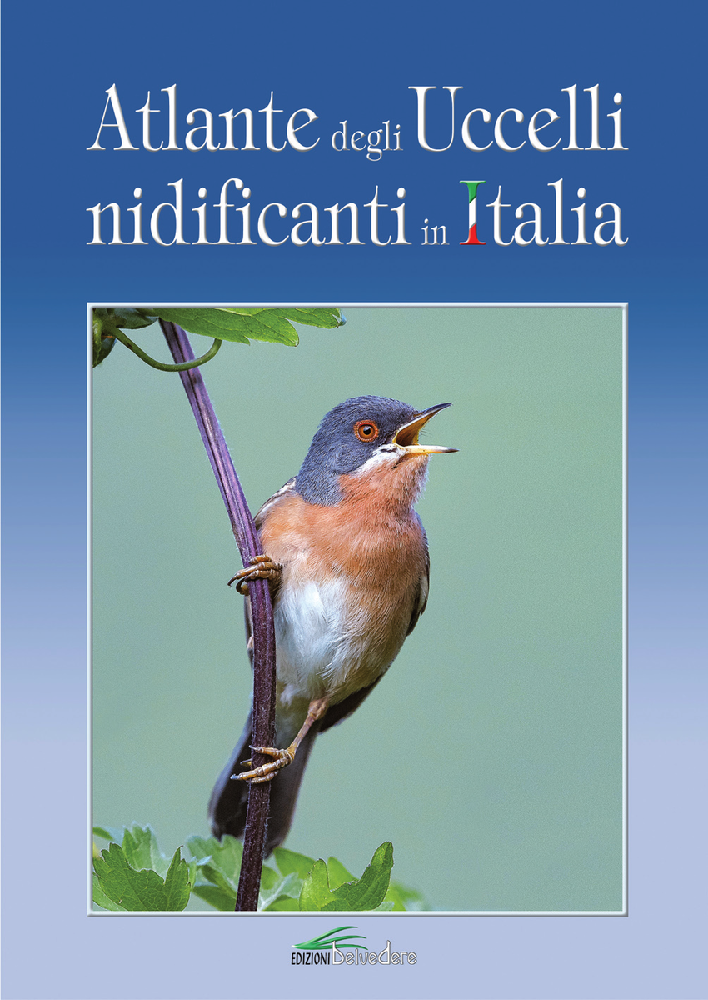 Atlante degli Uccelli
nidificanti in Italia
EDIZIONI belvedere